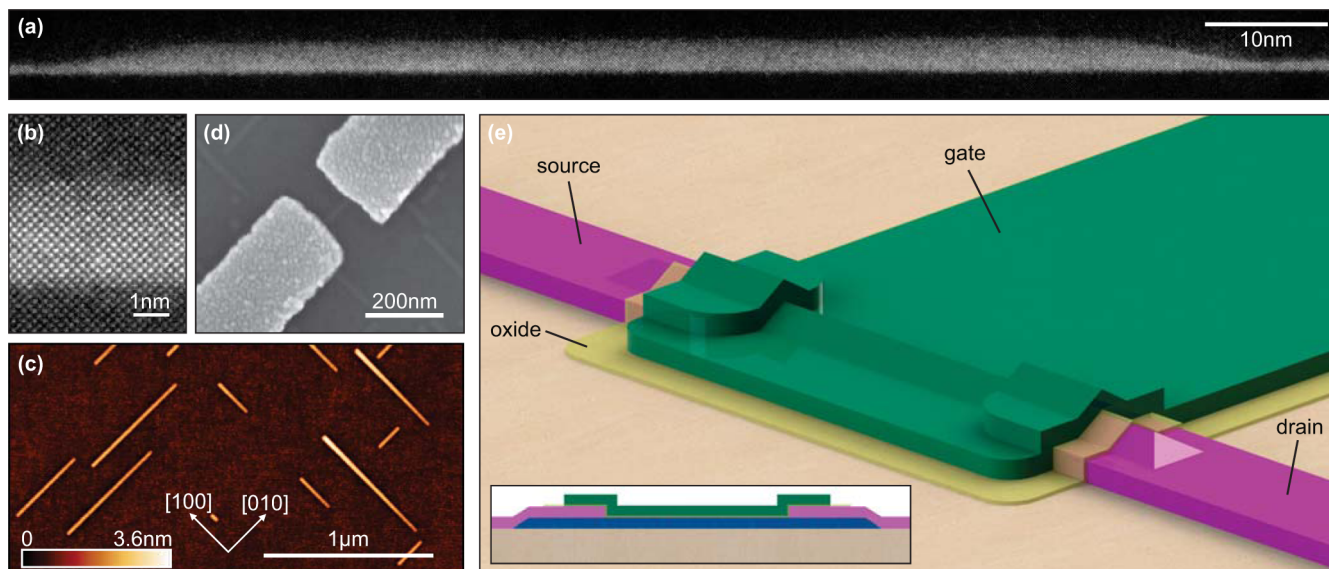 (a)
10nm
(b)
1nm
(d)
200nm
(c)
[100]
[010]
0
3.6nm
1μm
(e)
source
gate
oxide
drain